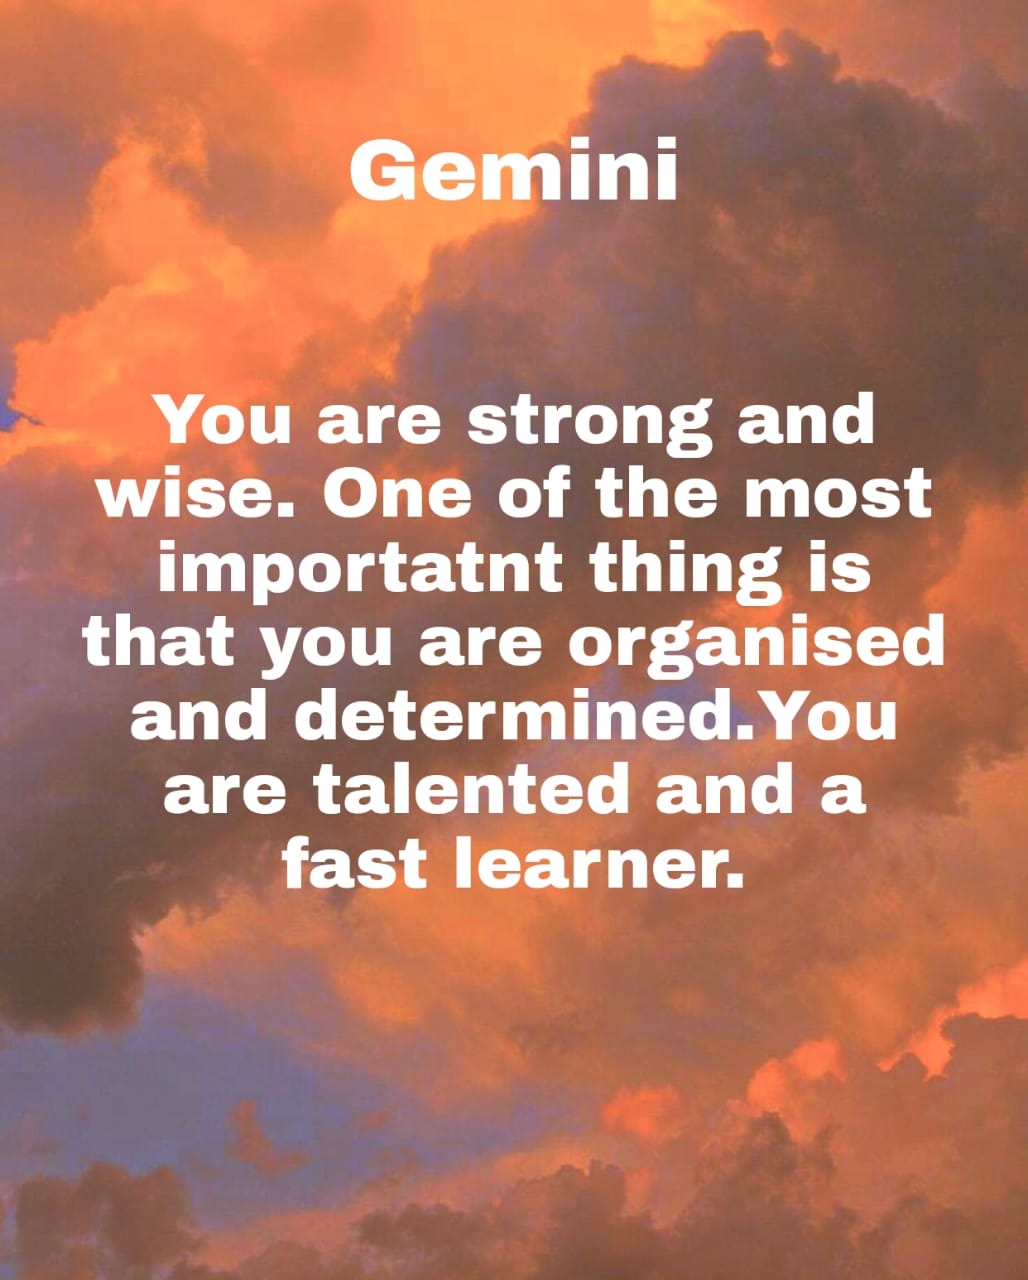 Gemini
You are strong and
wise. One of the most
importatnt thing is
that you are organised
and determined.You
are talented and a
fast learner.